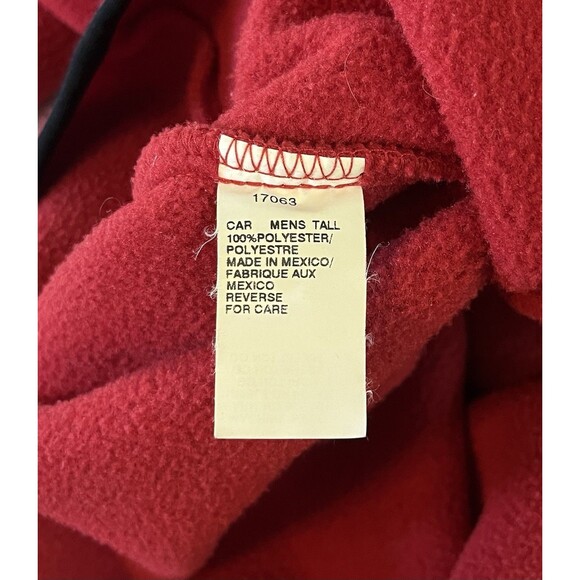 17063
CAR MENS TALL
100%POLYESTER/
POLYESTRE
MADE IN MEXICO/
FABRIQUE AUX
MEXICO
REVERSE
FOR CARE